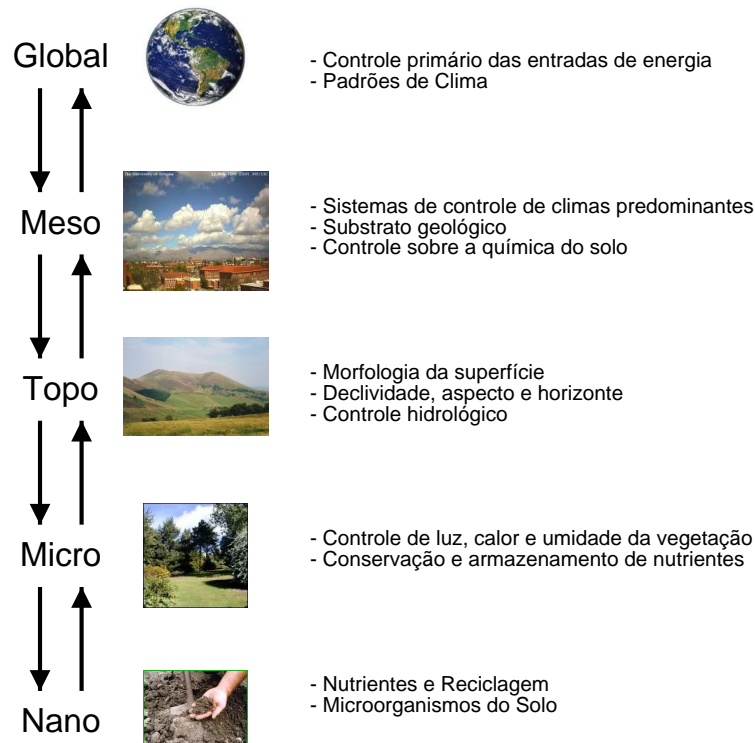 Global
- Controle primário das entradas de energia
- Padrões de Clima
Meso
- Sistemas de controle de climas predominantes
- Substrato geológico
- Controle sobre a química do solo
Topo
- Morfologia da superfície
- Declividade, aspecto e horizonte
- Controle hidrológico
Micro
- Controle de luz, calor e umidade da vegetação
- Conservação e armazenamento de nutrientes
Nano
- Nutrientes e Reciclagem
- Microorganismos do Solo